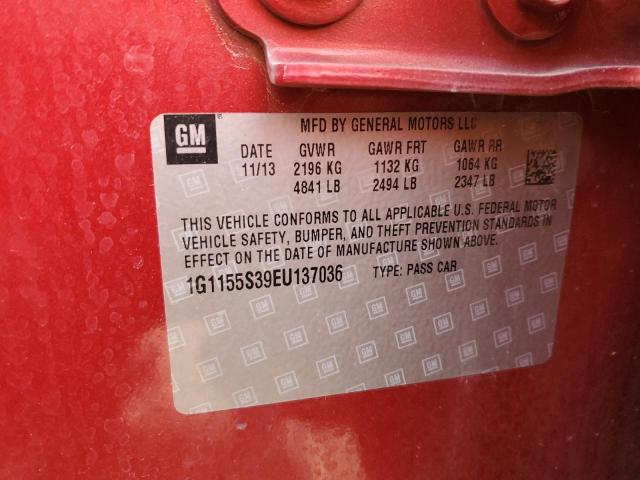 GM ® MFD BY GENERAL MOTORS LLC
DATE GVWR GAWR FRT GAWR RR
11/13 2196 KG 1132 KG 1064 KG
4841 LB 2494 LB 2347 LB
THIS VEHICLE CONFORMS TO ALL APPLICABLE U.S. FEDERAL MOTOR
VEHICLE SAFETY, BUMPER, AND THEFT PREVENTION STANDARDS IN
EFFECT ON THE DATE OF MANUFACTURE SHOWN ABOVE.
1G1155S39EU137036 TYPE: PASS CAR